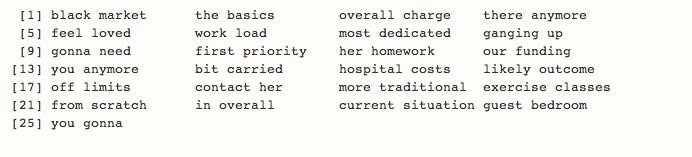 [1] black market the basics overall charge there anymore
[5] feel loved work load most dedicated ganging up
[9] gonna need first priority her homework our funding
[13] you anymore bit carried hospital costs likely outcome
[17] off limits contact her more traditional exercise classes
[21] from scratch in overall current situation guest bedroom
[25] you gonna